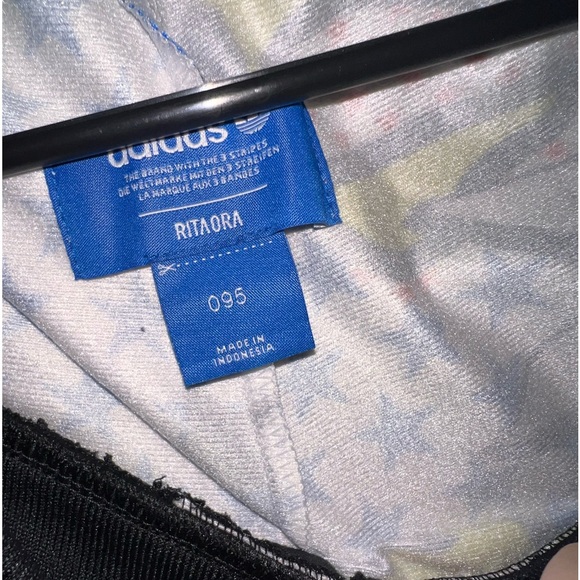 adidas
THE BRAND WITH THE 3 STRIPES
DIE WELTMARKE MIT DEN 3 STREIFEN
LA MARQUE AUX 3 BANDES
RITAORA
095
MADE IN
INDONESIA